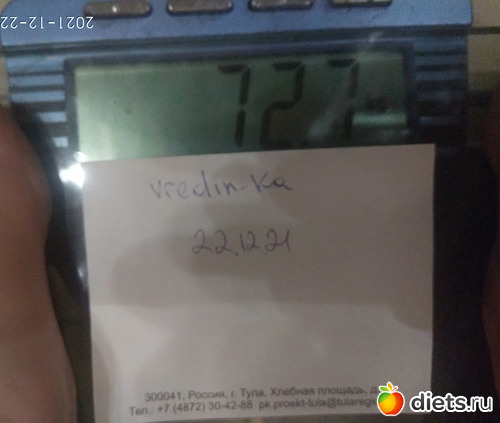 2021-12-22
72.7
vredin-ka
22.12.21
300041, Россия, г. Тула, Хлебная площадь, д.
Тел.: +7 (4872) 30-42-88 pk.proekt-tula@tulareg
diets.ru